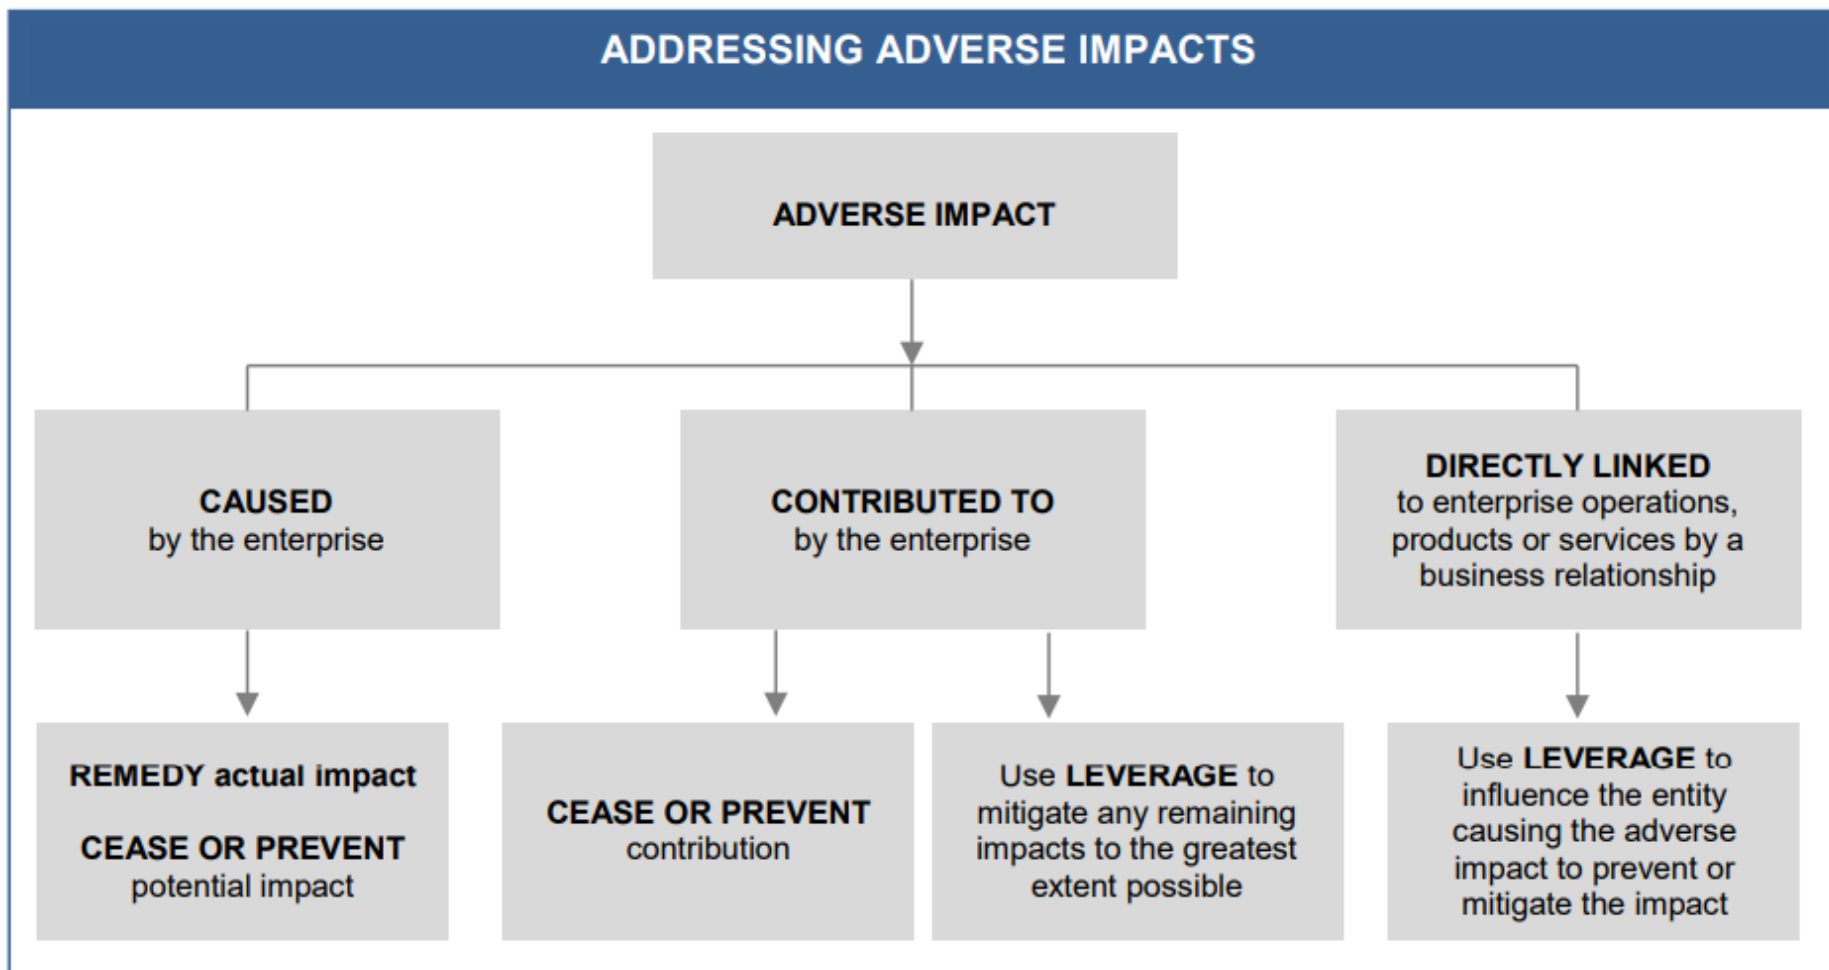 ADDRESSING ADVERSE IMPACTS
ADVERSE IMPACT
CAUSED
by the enterprise
CONTRIBUTED TO
by the enterprise
DIRECTLY LINKED
to enterprise operations,
products or services by a
business relationship
REMEDY actual impact
CEASE OR PREVENT
potential impact
CEASE OR PREVENT
contribution
Use LEVERAGE to
mitigate any remaining
impacts to the greatest
extent possible
Use LEVERAGE to
influence the entity
causing the adverse
impact to prevent or
mitigate the impact